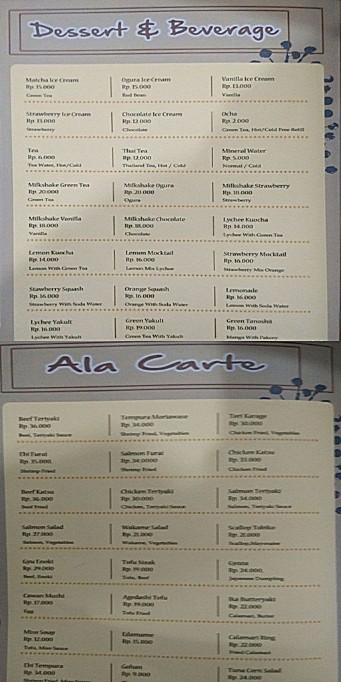 Dessert & Beverage
Matcha Ice Cream
Rp. 15.000
Green Tea
Ogura Ice Cream
Rp. 15.000
Red Bean
Vanilla Ice Cream
Rp. 13.000
Vanilla
Strawberry Ice Cream
Rp. 13.000
Strawberry
Chocolate Ice Cream
Rp. 12.000
Chocolate
Ocha
Rp. 2.000
Green Tea, Hot/Cold Free Refill
Tea
Rp. 6.000
Tea Water, Hot/Cold
Thai Tea
Rp. 12.000
Thailand Tea, Hot / Cold
Mineral Water
Rp. 5.000
Normal / Cold
Milkshake Green Tea
Rp. 20.000
Green Tea
Milkshake Ogura
Rp. 20.000
Ogura
Milkshake Strawberry
Rp. 18.000
Strawberry
Milkshake Vanilla
Rp. 18.000
Vanilla
Milkshake Chocolate
Rp. 18.000
Chocolate
Lychee Kuocha
Rp. 14.000
Lychee With Green Tea
Lemon Kuocha
Rp. 14.000
Lemon With Green Tea
Lemon Mocktail
Rp. 16.000
Lemon Mix Lychee
Strawberry Mocktail
Rp. 16.000
Strawberry Mix Orange
Stawberry Squash
Rp. 16.000
Strawberry With Soda Water
Orange Squash
Rp. 16.000
Orange With Soda Water
Lemonade
Rp. 16.000
Lemon With Soda Water
Lychee Yakult
Rp. 16.000
Lychee With Yakult
Green Yakult
Rp. 19.000
Green Tea With Yakult
Green Tanoshii
Rp. 16.000
Mango With Pakcoy
Ala Carte
Beef Teriyaki
Rp. 36.000
Beef, Teriyaki Sauce
Tempura Moriawase
Rp. 34.000
Shrimp Fried, Vegetables
Tori Karage
Rp. 30.000
Chicken Fried, Vegetables
Ebi Furai
Rp. 35.000
Shrimp Fried
Salmon Furai
Rp. 34.0000
Shrimp Fried
Chicken Katsu
Rp. 33.000
Chicken Fried
Beef Katsu
Rp. 36.000
Beef Fried
Chicken Teriyaki
Rp. 30.000
Chicken, Teriyaki Sauce
Salmon Teriyaki
Rp. 34.000
Salmon, Teriyaki Sauce
Salmon Salad
Rp. 27.000
Salmon, Vegetables
Wakame Salad
Rp. 21.000
Wakame, Vegetables
Scallop Tobiko
Rp. 21.000
Scallop, Mayonaise
Gyu Enoki
Rp. 29.000
Beef, Enoki
Tofu Steak
Rp. 19.000
Tofu, Beef
Gyoza
Rp. 24.000
Japanese Dumpling
Cawan Mushi
Rp. 17.000
Egg
Agedashi Tofu
Rp. 19.000
Tofu Fried
Ika Butteryaki
Rp. 22.000
Calamari, Butter
Miso Soup
Rp. 12.000
Tofu, Miso Sauce
Edamame
Rp. 15.000
Calamari Ring
Rp. 22.000
Fried Calamari
Ebi Tempura
Rp. 34.000
Gohan
Rp. 9.000
Tuna Corn Salad
Rp. 24.000